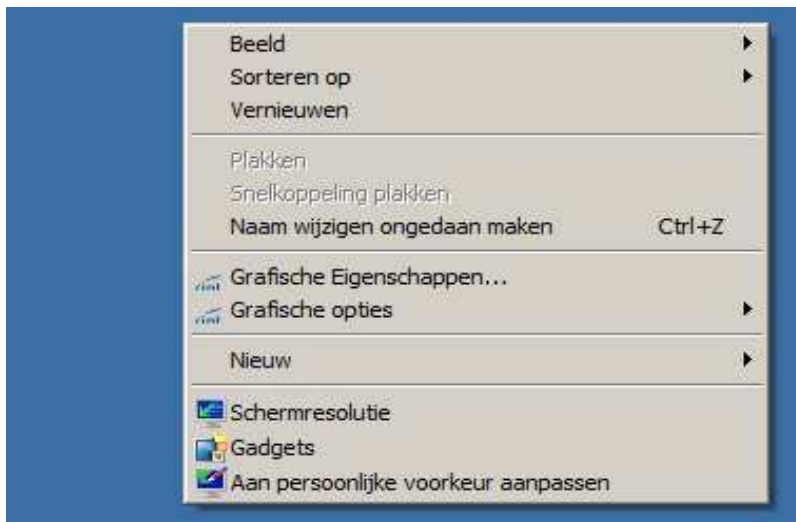 Beeld
Sorteren op
Vernieuwen
Plakken
Snelkoppeling plakken
Naam wijzigen ongedaan maken Ctrl+Z
Grafische Eigenschappen...
Grafische opties
Nieuw
Schermresolutie
Gadgets
Aan persoonlijke voorkeur aanpassen